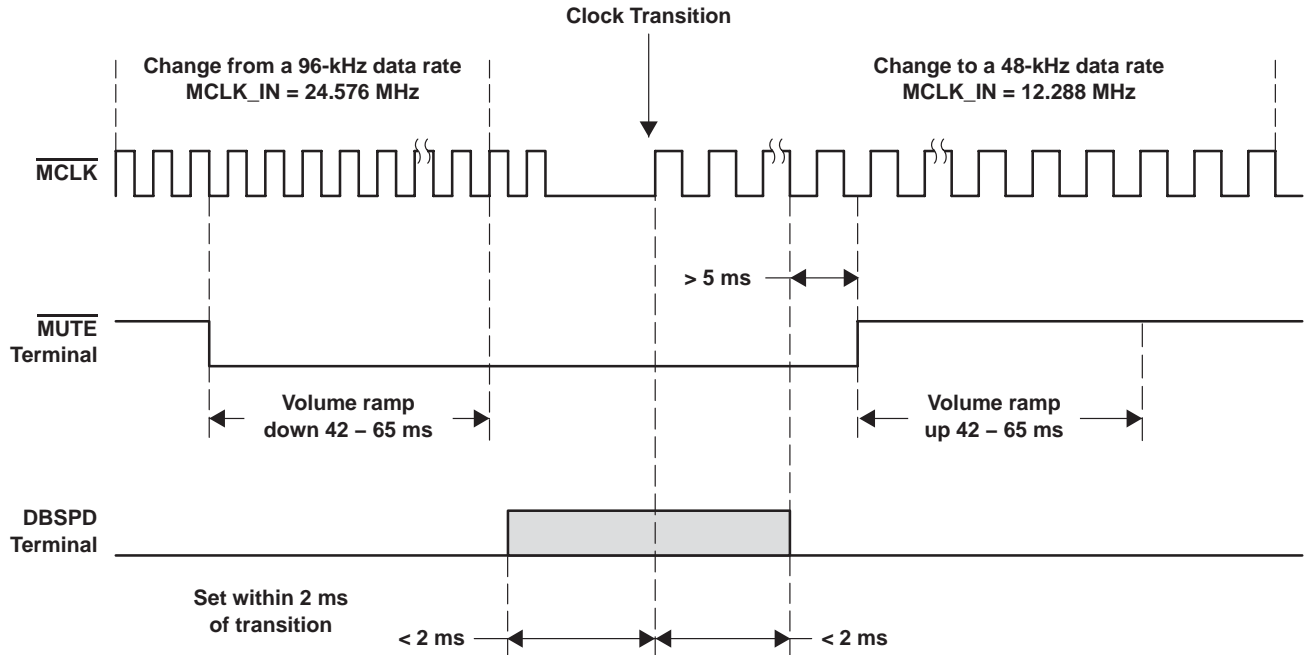 Clock Transition
Change from a 96-kHz data rate
MCLK_IN = 24.576 MHz
Change to a 48-kHz data rate
MCLK_IN = 12.288 MHz
MCLK
> 5 ms
MUTE
Terminal
Volume ramp
down 42 – 65 ms
Volume ramp
up 42 – 65 ms
DBSPD
Terminal
Set within 2 ms
of transition
< 2 ms
< 2 ms